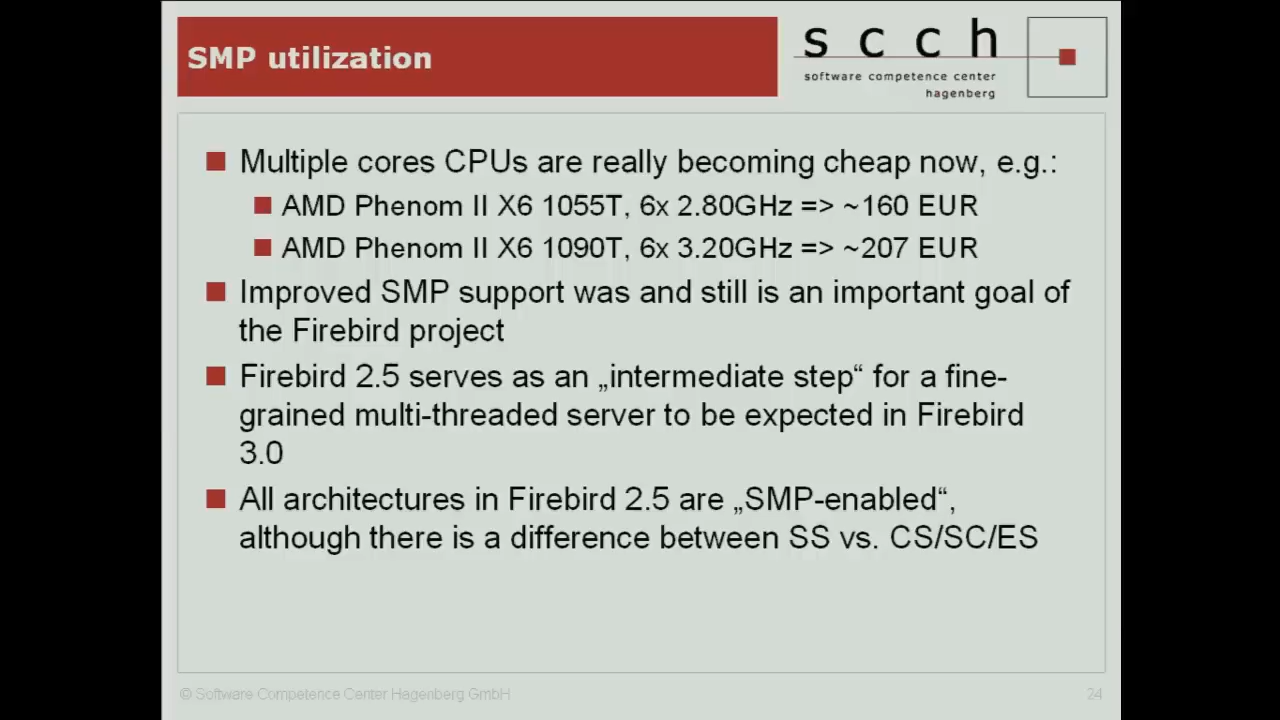 SMP utilization
s c c h
software competence center
hagenberg
Multiple cores CPUs are really becoming cheap now, e.g.:
AMD Phenom II X6 1055T, 6x 2.80GHz => ~160 EUR
AMD Phenom II X6 1090T, 6x 3.20GHz => ~207 EUR
Improved SMP support was and still is an important goal of
the Firebird project
Firebird 2.5 serves as an „intermediate step“ for a fine-
grained multi-threaded server to be expected in Firebird
3.0
All architectures in Firebird 2.5 are „SMP-enabled“,
although there is a difference between SS vs. CS/SC/ES
© Software Competence Center Hagenberg GmbH
24